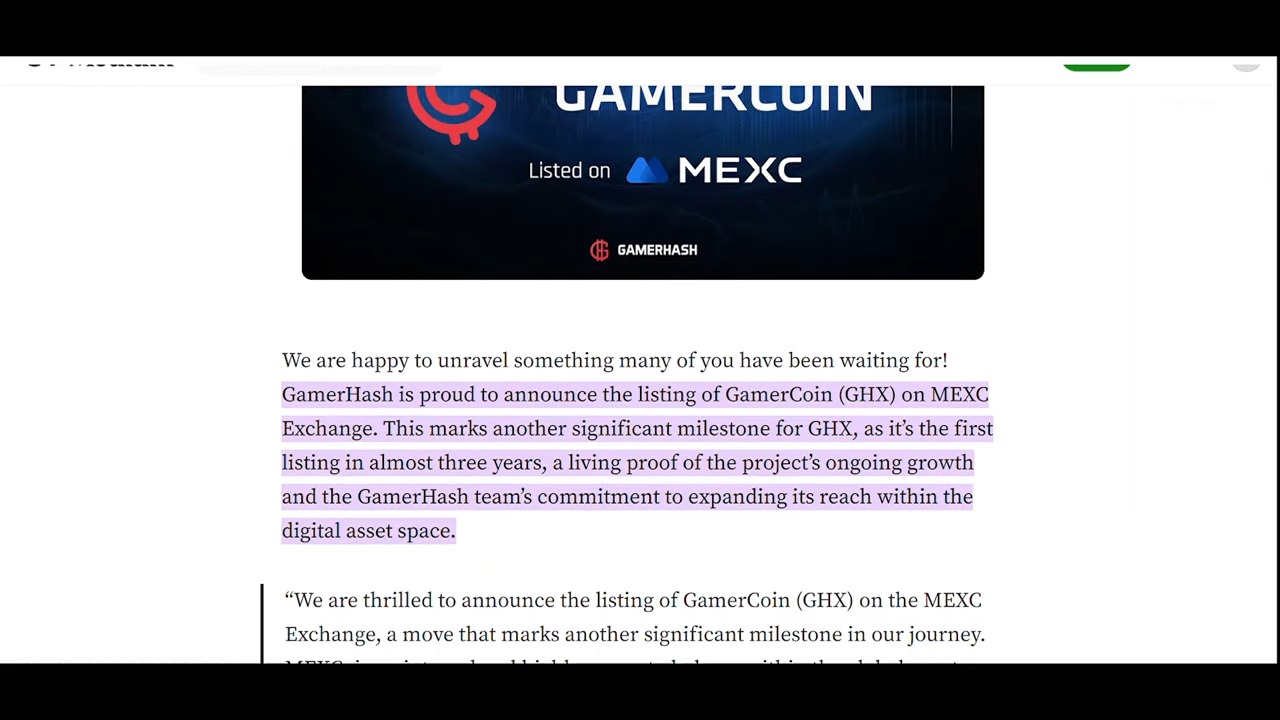 GAMERCOIN
Listed on MEXC
GAMERHASH
We are happy to unravel something many of you have been waiting for!
GamerHash is proud to announce the listing of GamerCoin (GHX) on MEXC
Exchange. This marks another significant milestone for GHX, as it’s the first
listing in almost three years, a living proof of the project’s ongoing growth
and the GamerHash team’s commitment to expanding its reach within the
digital asset space.
“We are thrilled to announce the listing of GamerCoin (GHX) on the MEXC
Exchange, a move that marks another significant milestone in our journey.